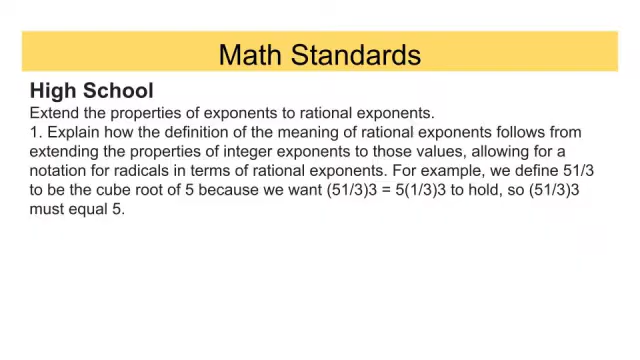 Math Standards
High School
Extend the properties of exponents to rational exponents.
1. Explain how the definition of the meaning of rational exponents follows from
extending the properties of integer exponents to those values, allowing for a
notation for radicals in terms of rational exponents. For example, we define 51/3
to be the cube root of 5 because we want (51/3)3 = 5(1/3)3 to hold, so (51/3)3
must equal 5.